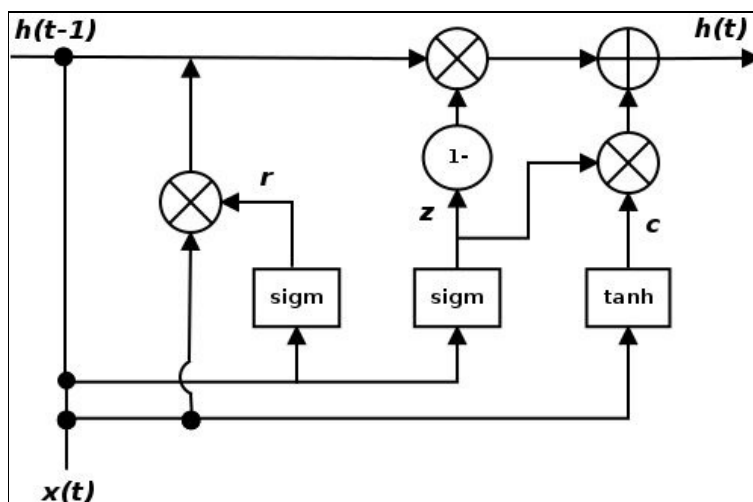 h(t-1)
h(t)
1-
r
z
c
sigm
sigm
tanh
x(t)